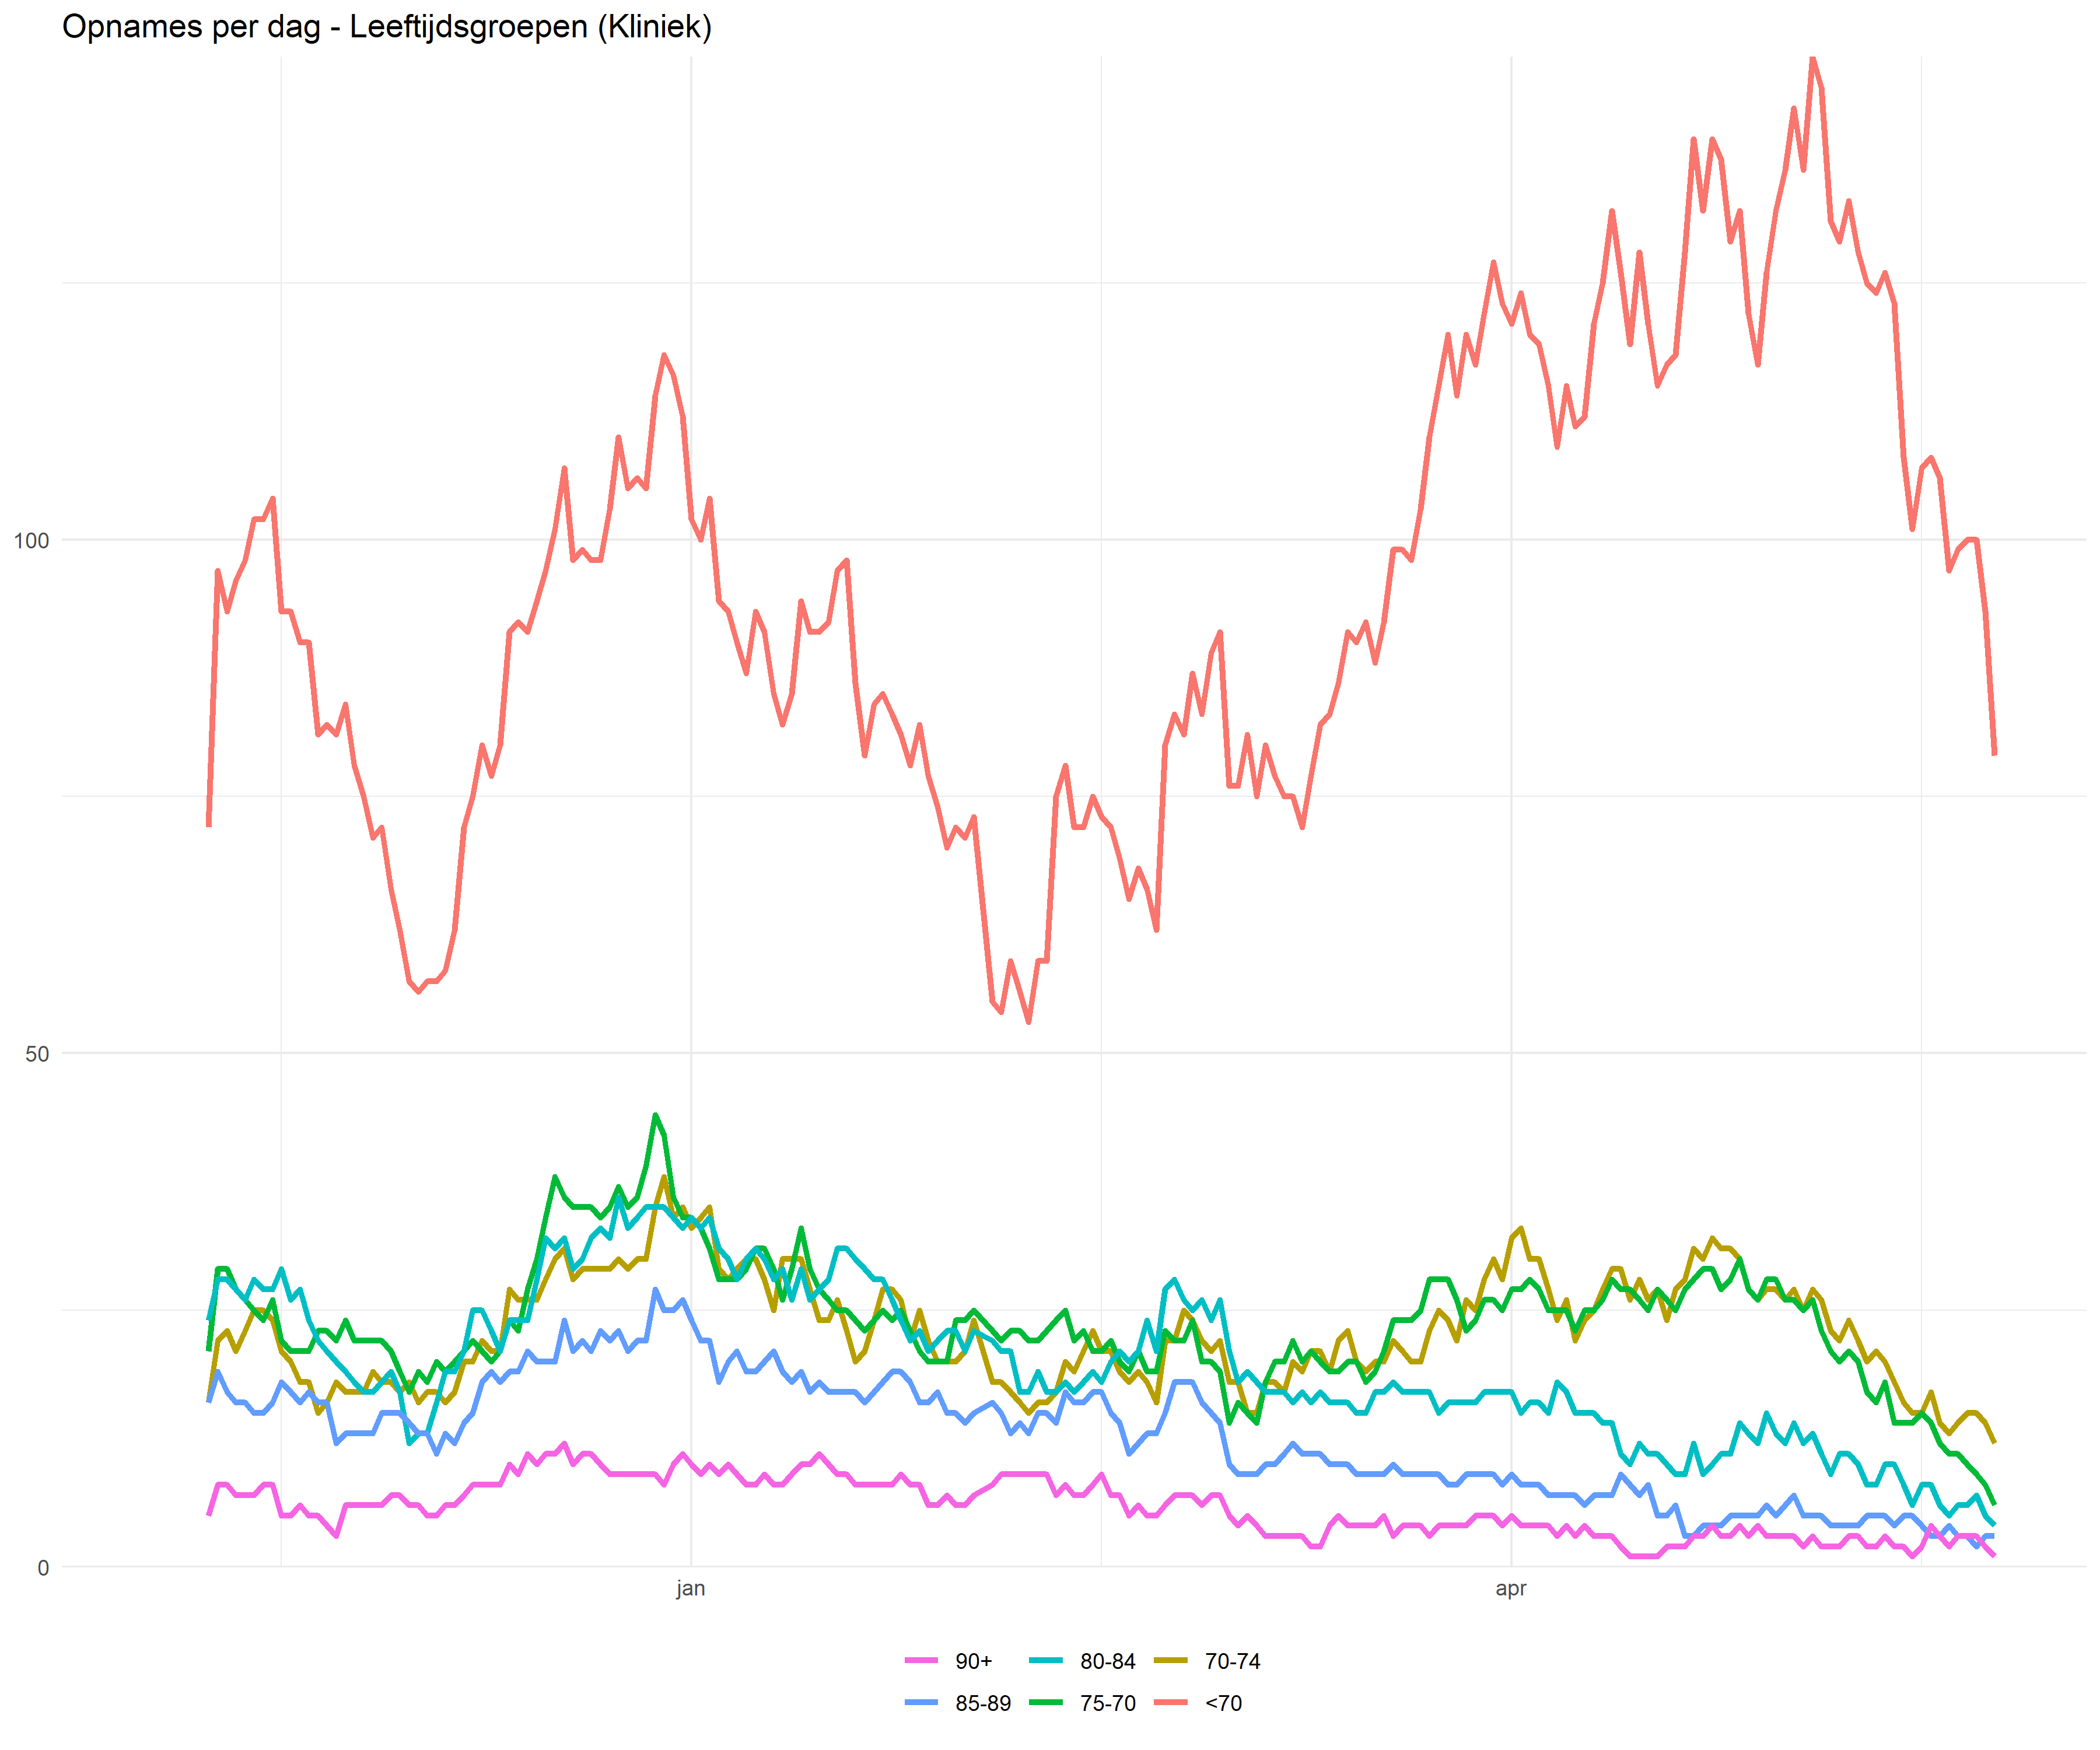 Opnames per dag - Leeftijdsgroepen (Kliniek)
100
50
0
jan apr
90+ 80-84 70-74
85-89 75-70 <70